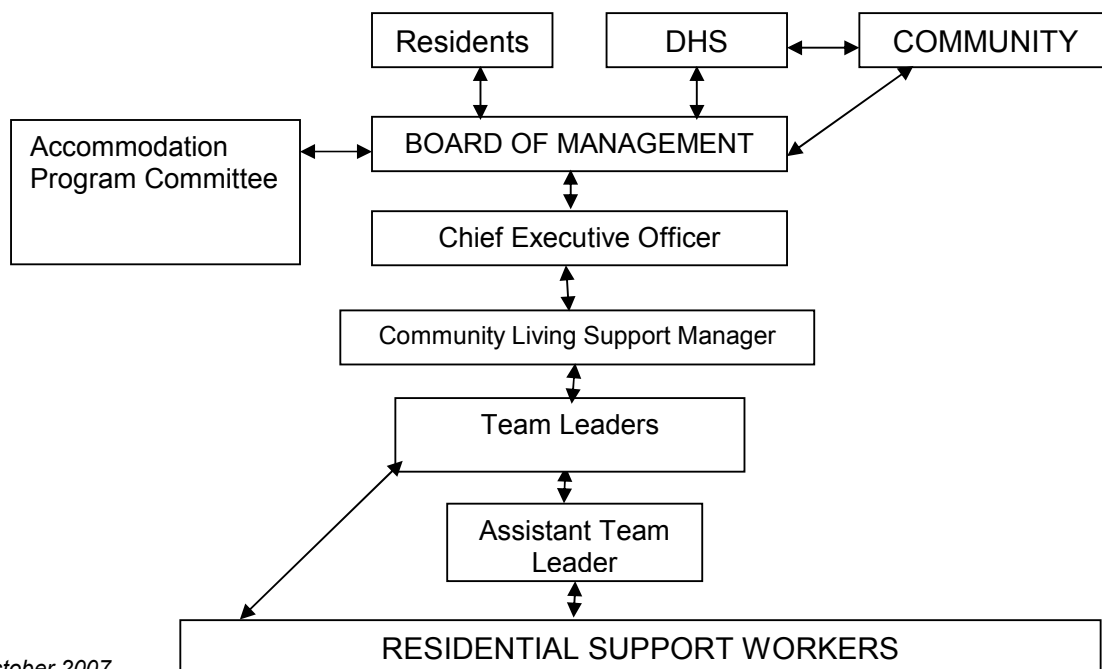 Residents
DHS
COMMUNITY
Accommodation
Program Committee
BOARD OF MANAGEMENT
Chief Executive Officer
Community Living Support Manager
Team Leaders
Assistant Team
Leader
RESIDENTIAL SUPPORT WORKERS
2007